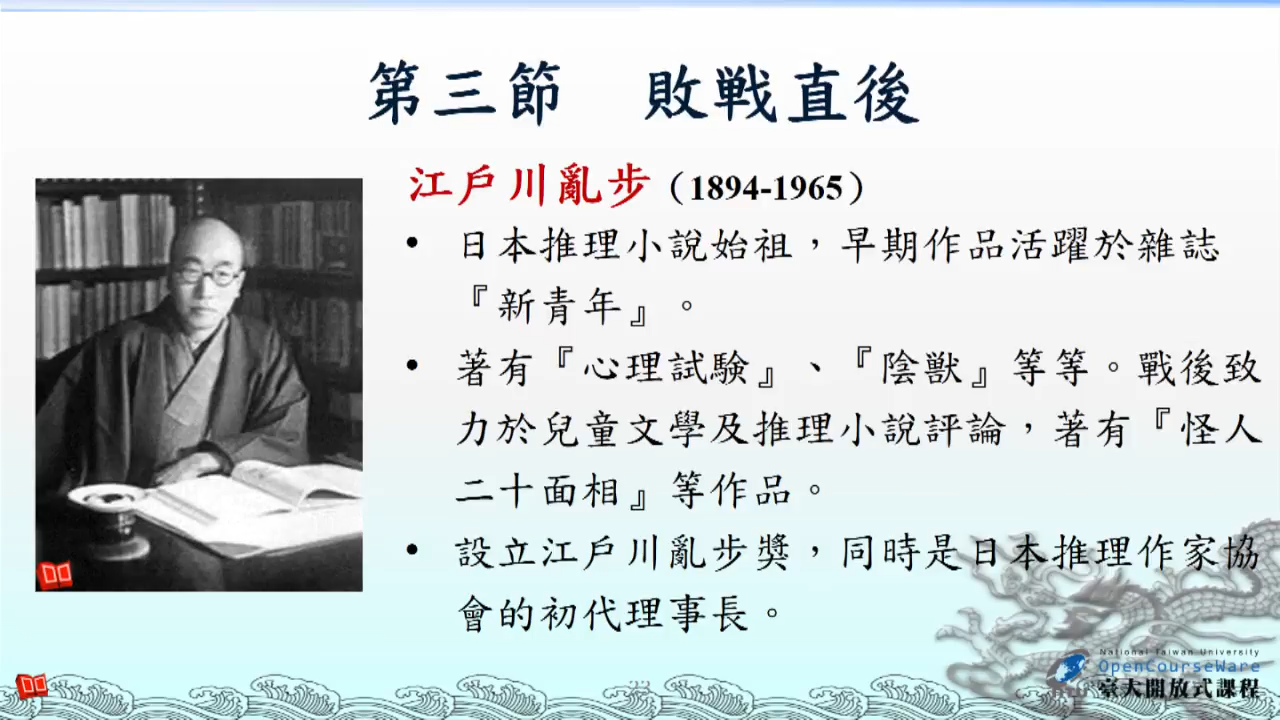 第三節　敗戦直後
江戶川亂步（1894-1965）
• 日本推理小說始祖，早期作品活躍於雜誌
『新青年』。
• 著有『心理試験』、『陰獣』等等。戰後致
力於兒童文學及推理小說評論，著有『怪人
二十面相』等作品。
• 設立江戶川亂步獎，同時是日本推理作家協
會的初代理事長。
National Taiwan University
OpenCourseWare
臺大開放式課程